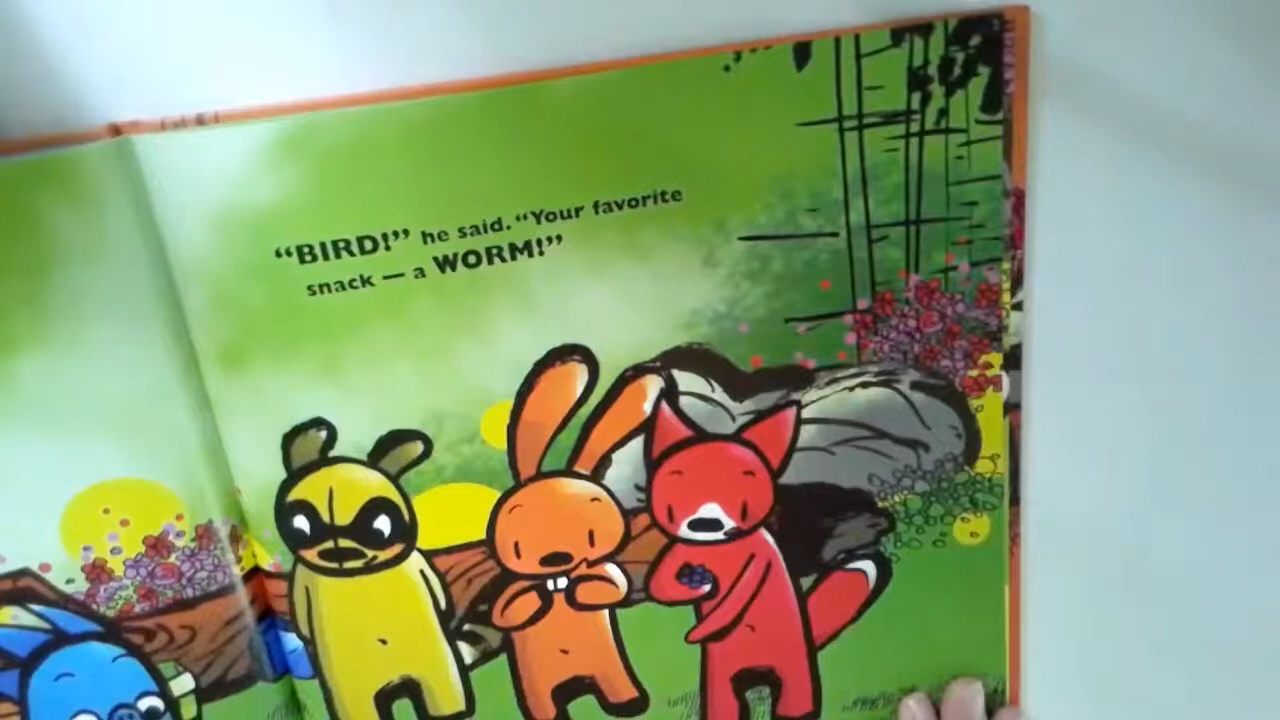 “BIRD!” he said. “Your favorite
snack — a WORM!”